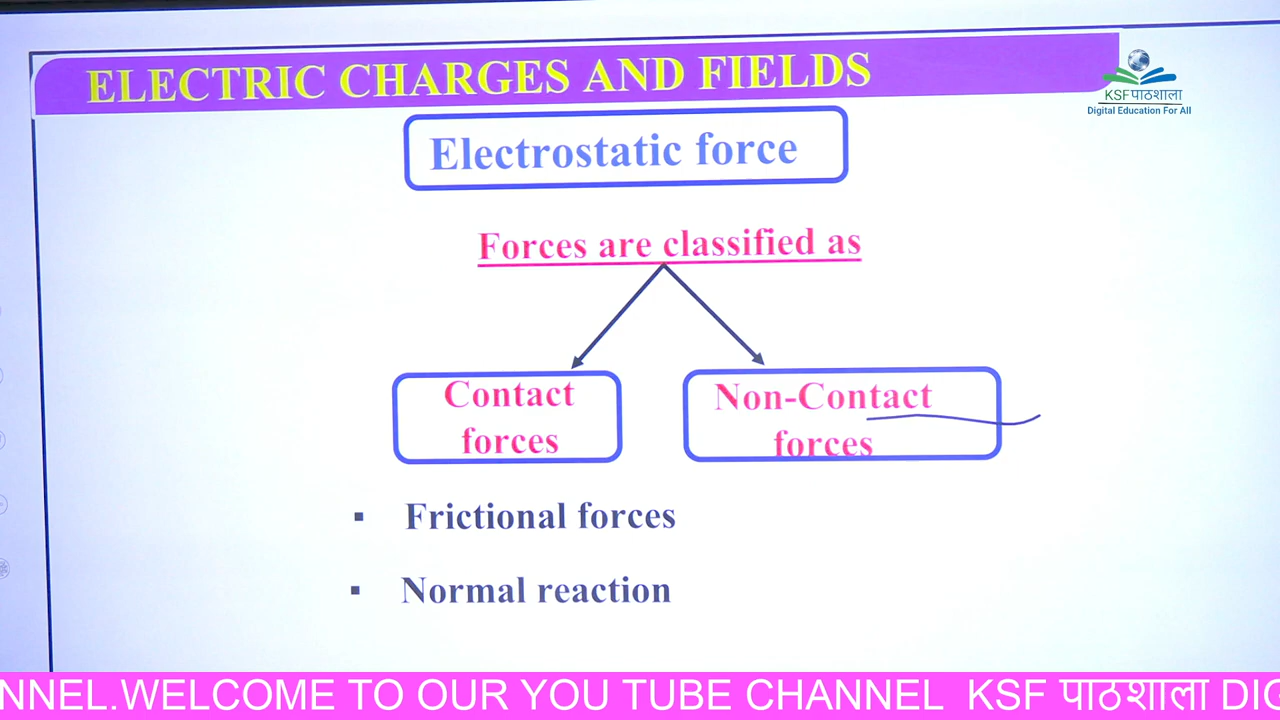 ELECTRIC CHARGES AND FIELDS
KSFपाठशाला
Digital Education For All
Electrostatic force
Forces are classified as
Contact
forces
Non-Contact
forces
▪ Frictional forces
▪ Normal reaction
NNEL.WELCOME TO OUR YOU TUBE CHANNEL KSF पाठशाला DIG